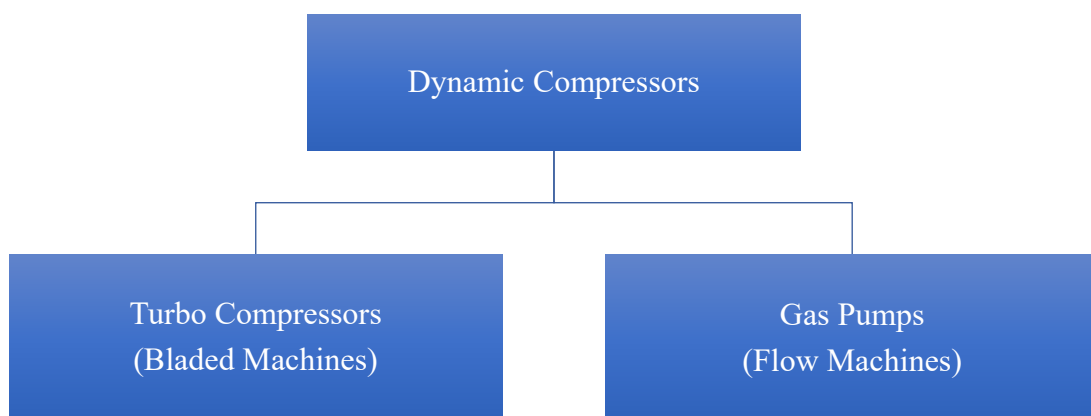 Dynamic Compressors
Turbo Compressors
(Bladed Machines)
Gas Pumps
(Flow Machines)